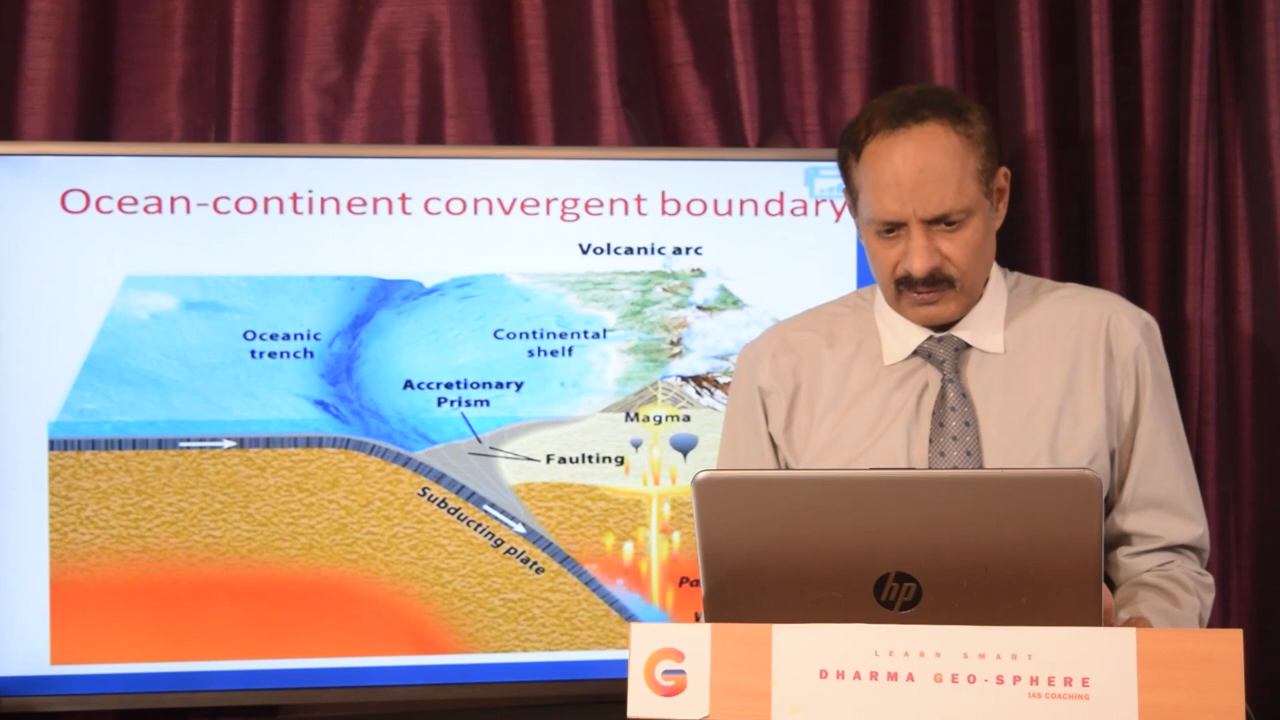 Ocean-continent convergent boundary
Volcanic arc
Oceanic
trench
Continental
shelf
Accretionary
Prism
Magma
Faulting
Subducting plate
hp
G
LEARN SMART
DHARMA GEO-SPHERE
IAS COACHING